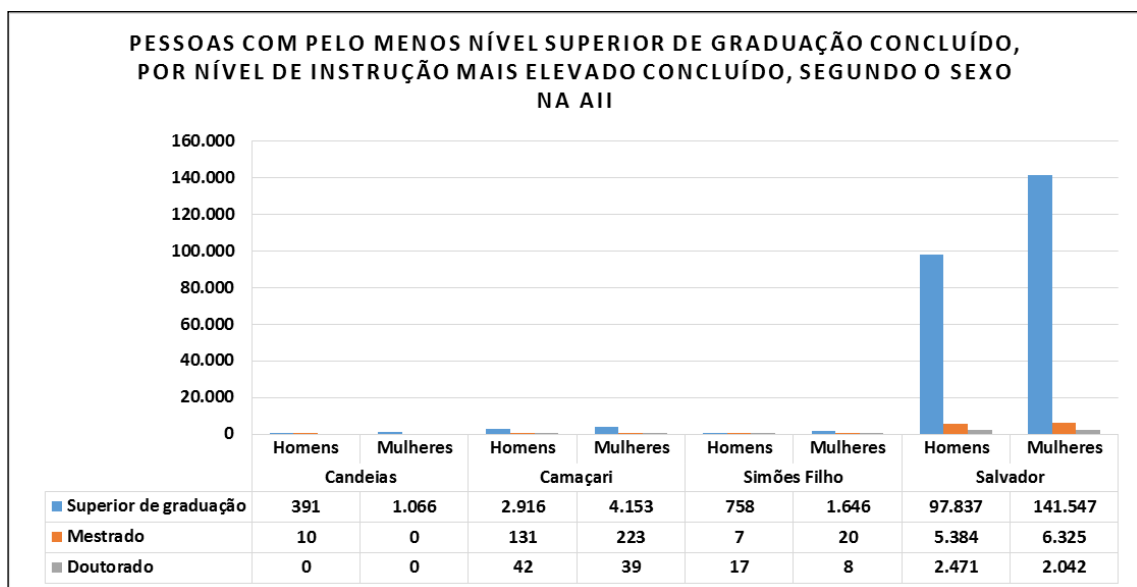 PESSOAS COM PELO MENOS NÍVEL SUPERIOR DE GRADUAÇÃO CONCLUÍDO,
POR NÍVEL DE INSTRUÇÃO MAIS ELEVADO CONCLUÍDO, SEGUNDO O SEXO
NA AII
160.000
140.000
120.000
100.000
80.000
60.000
40.000
20.000
0
Homens Mulheres Homens Mulheres Homens Mulheres Homens Mulheres
Candeias Camaçari Simões Filho Salvador
Superior de graduação 391 1.066 2.916 4.153 758 1.646 97.837 141.547
Mestrado 10 0 131 223 7 20 5.384 6.325
Doutorado 0 0 42 39 17 8 2.471 2.042